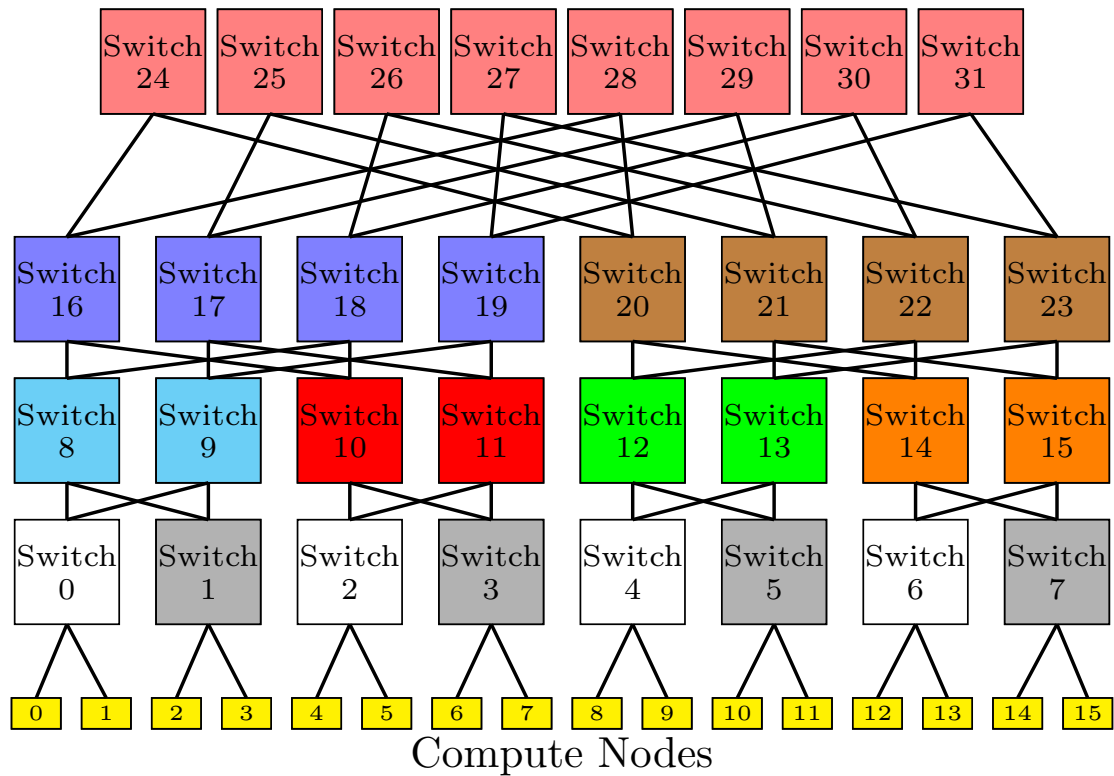 Switch 24
Switch 25
Switch 26
Switch 27
Switch 28
Switch 29
Switch 30
Switch 31
Switch 16
Switch 17
Switch 18
Switch 19
Switch 20
Switch 21
Switch 22
Switch 23
Switch 8
Switch 9
Switch 10
Switch 11
Switch 12
Switch 13
Switch 14
Switch 15
Switch 0
Switch 1
Switch 2
Switch 3
Switch 4
Switch 5
Switch 6
Switch 7
0 1 2 3 4 5 6 7 8 9 10 11 12 13 14 15
Compute Nodes